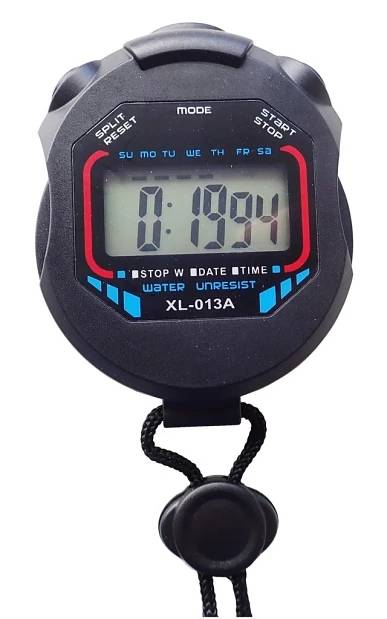 MODE
SPLIT
RESET
START
STOP
SU MO TU WE TH FR SA
0:1994
STOP W DATE TIME
WATER UNRESIST
XL-013A